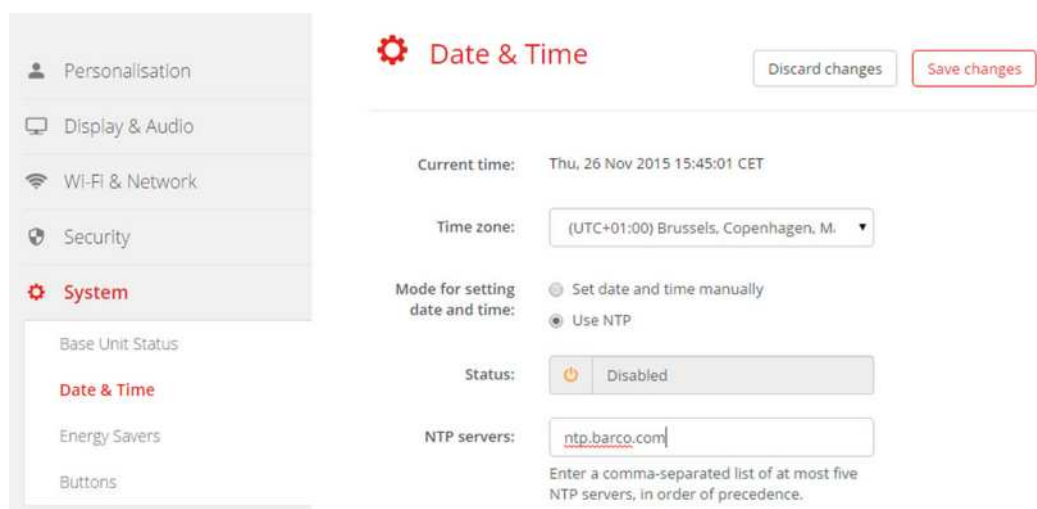 Personalisation
Display & Audio
Wi-Fi & Network
Security
System
Base Unit Status
Date & Time
Energy Savers
Buttons
Date & Time
Discard changes
Save changes
Current time: Thu, 26 Nov 2015 15:45:01 CET
Time zone: (UTC+01:00) Brussels, Copenhagen, M
Mode for setting
date and time:
Set date and time manually
Use NTP
Status: Disabled
NTP servers: ntp.barco.com
Enter a comma-separated list of at most five
NTP servers, in order of precedence.